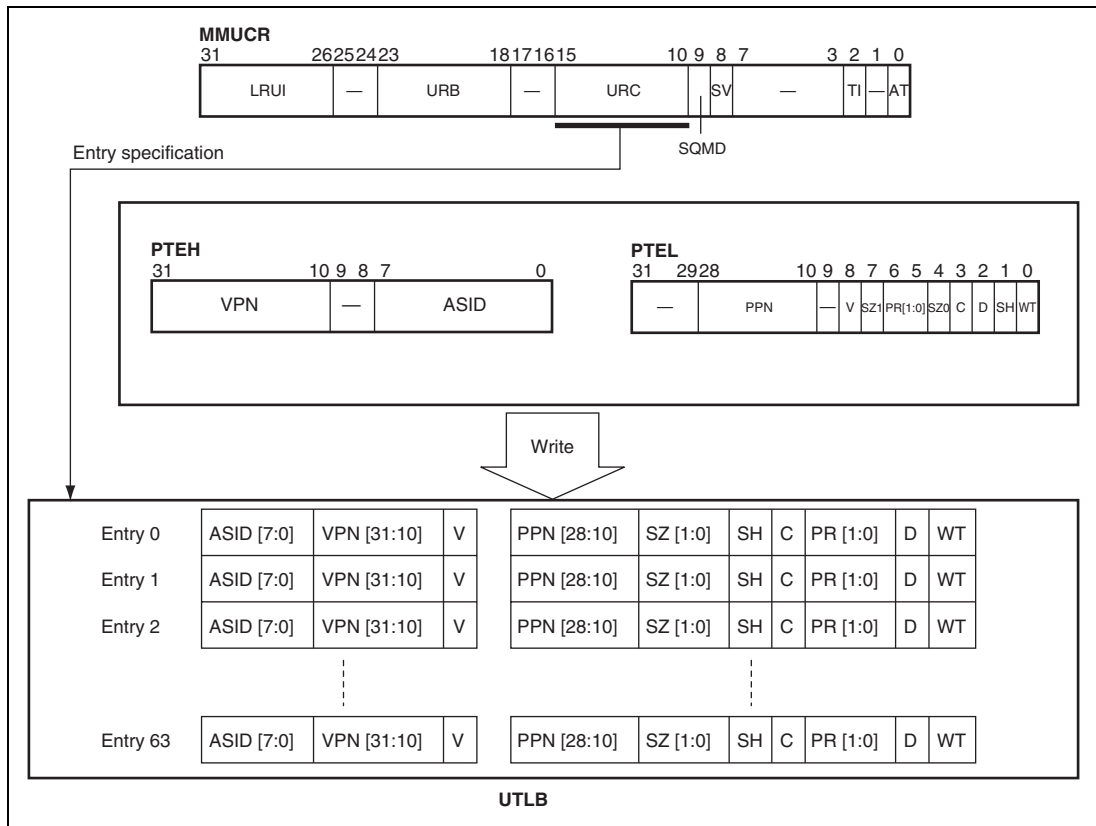 MMUCR
31 26 25 24 23 18 17 16 15 10 9 8 7 3 2 1 0
LRUI — URB — URC SV — TI — AT
SQMD
Entry specification
PTEH
31 10 9 8 7 0
VPN — ASID
PTEL
31 29 28 10 9 8 7 6 5 4 3 2 1 0
— PPN — V SZ1 PR[1:0] SZ0 C D SH WT
Write
Entry 0 ASID [7:0] VPN [31:10] V PPN [28:10] SZ [1:0] SH C PR [1:0] D WT
Entry 1 ASID [7:0] VPN [31:10] V PPN [28:10] SZ [1:0] SH C PR [1:0] D WT
Entry 2 ASID [7:0] VPN [31:10] V PPN [28:10] SZ [1:0] SH C PR [1:0] D WT
Entry 63 ASID [7:0] VPN [31:10] V PPN [28:10] SZ [1:0] SH C PR [1:0] D WT
UTLB